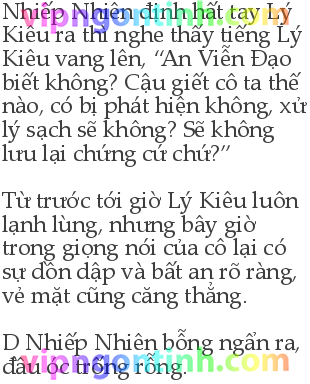 Nhiếp Nhiên định hất tay Lý
Kiêu ra thì nghe thấy tiếng Lý
Kiêu vang lên, “An Viễn Đạo
biết không? Cậu giết cô ta thế
nào, có bị phát hiện không, xử
lý sạch sẽ không? Sẽ không
lưu lại chứng cứ chứ?”
Từ trước tới giờ Lý Kiêu luôn
lạnh lùng, nhưng bây giờ
trong giọng nói của cô lại có
sự dồn dập và bất an rõ ràng,
vẻ mặt cũng căng thẳng.
D Nhiếp Nhiên bỗng ngẩn ra,
đầu óc trống rỗng.
vipngontinh.com
vipngontinh.com